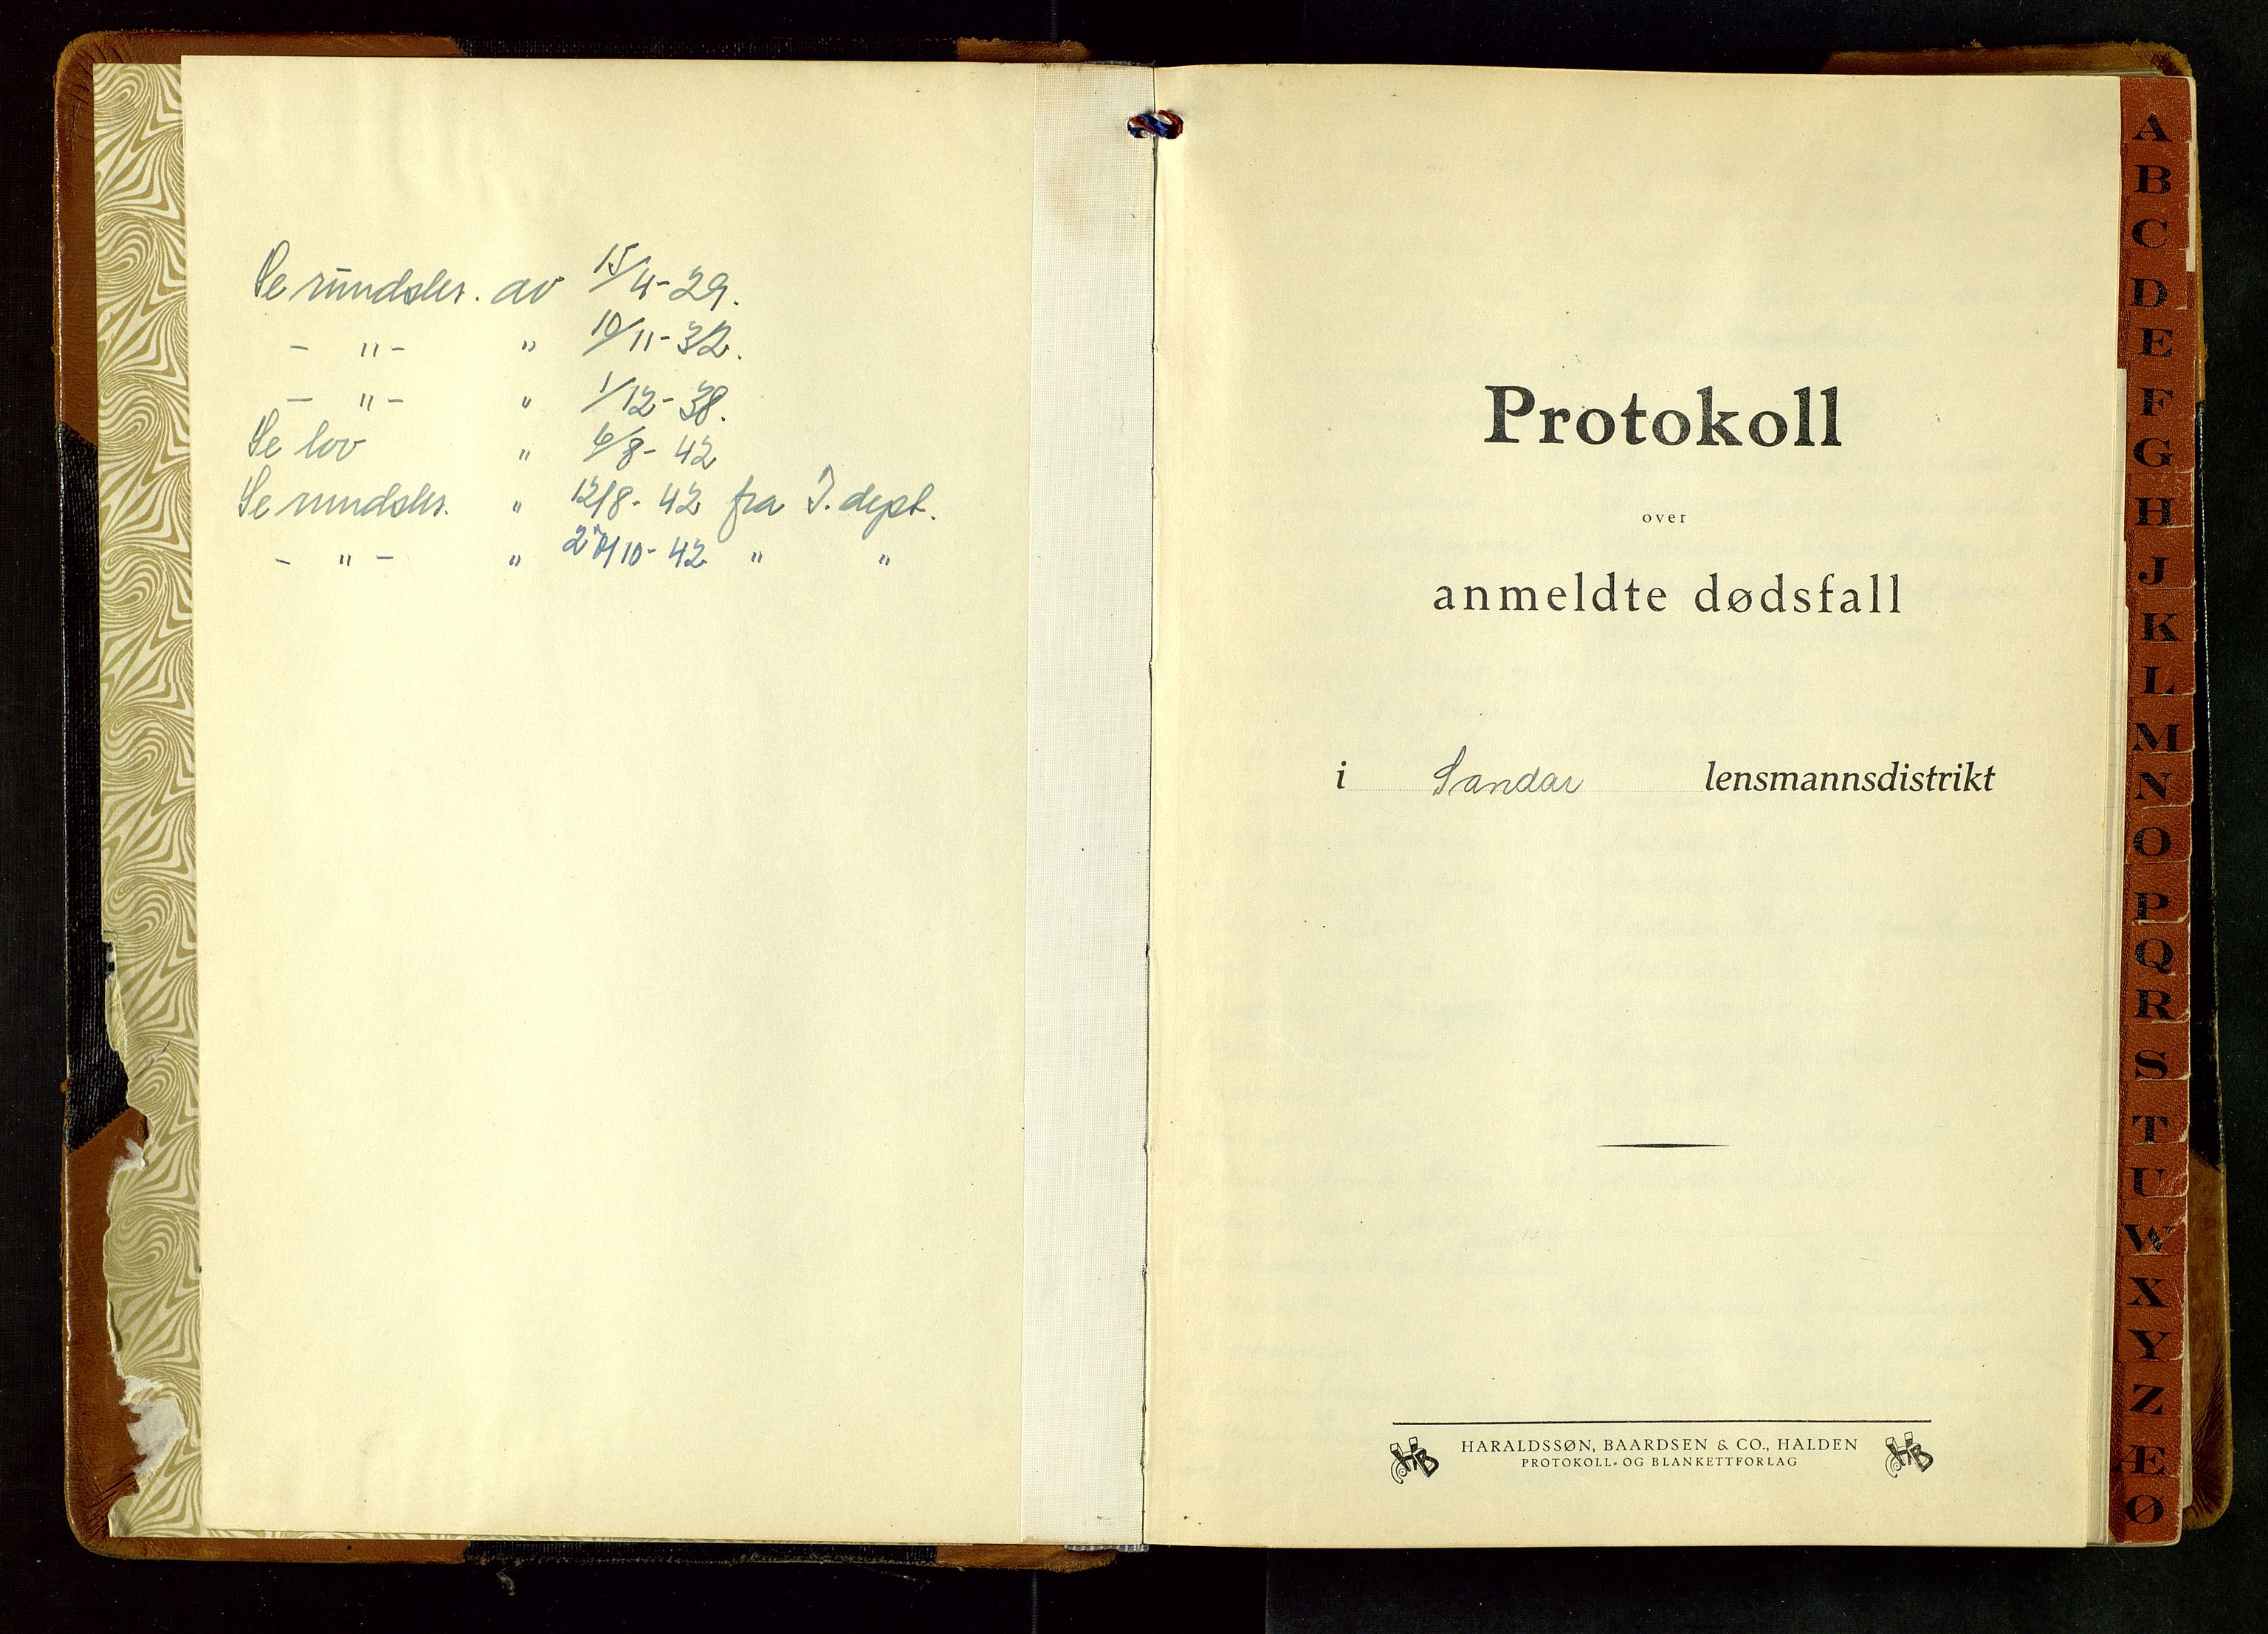 Se rundskr. av 15/4-29.
- " - " 10/11-32.
- " - " 1/12-38.
Se lov " 6/8-42
Se rundskr. " 12/8-42 fra J. dept.
- " - " /10-42 " "
Protokoll
over
anmeldte dødsfall
i Sandar lensmannsdistrikt
HARALDSSØN, BAARDSEN & CO., HALDEN
PROTOKOLL- OG BLANKETTFORLAG
HB
HB
A
B
C
D
E
F
G
H
J
K
L
M
N
O
P
Q
R
S
T
U
W
X
Y
Z
Æ
Ø